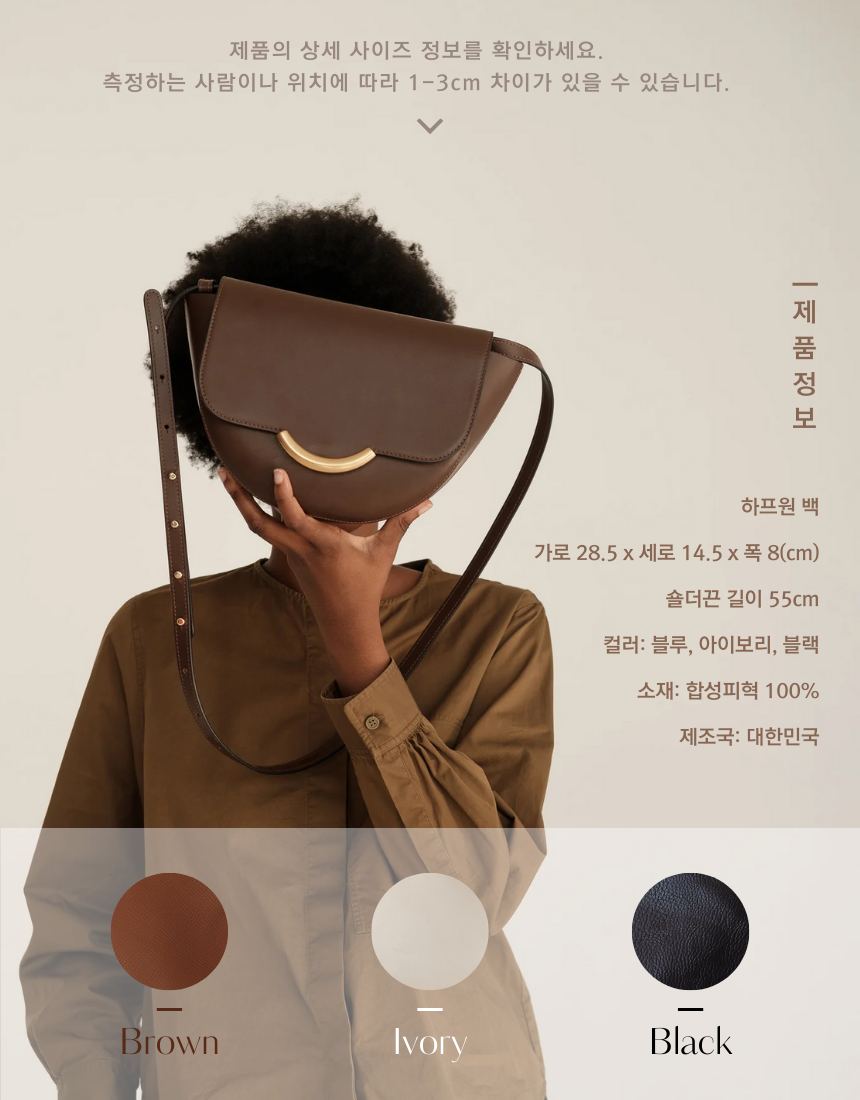 제품의 상세 사이즈 정보를 확인하세요.
측정하는 사람이나 위치에 따라 1-3cm 차이가 있을 수 있습니다.
제품정보
하프원 백
가로 28.5 x 세로 14.5 x 폭 8(cm)
숄더끈 길이 55cm
컬러: 블루, 아이보리, 블랙
소재: 합성피혁 100%
제조국: 대한민국
Brown
Ivory
Black